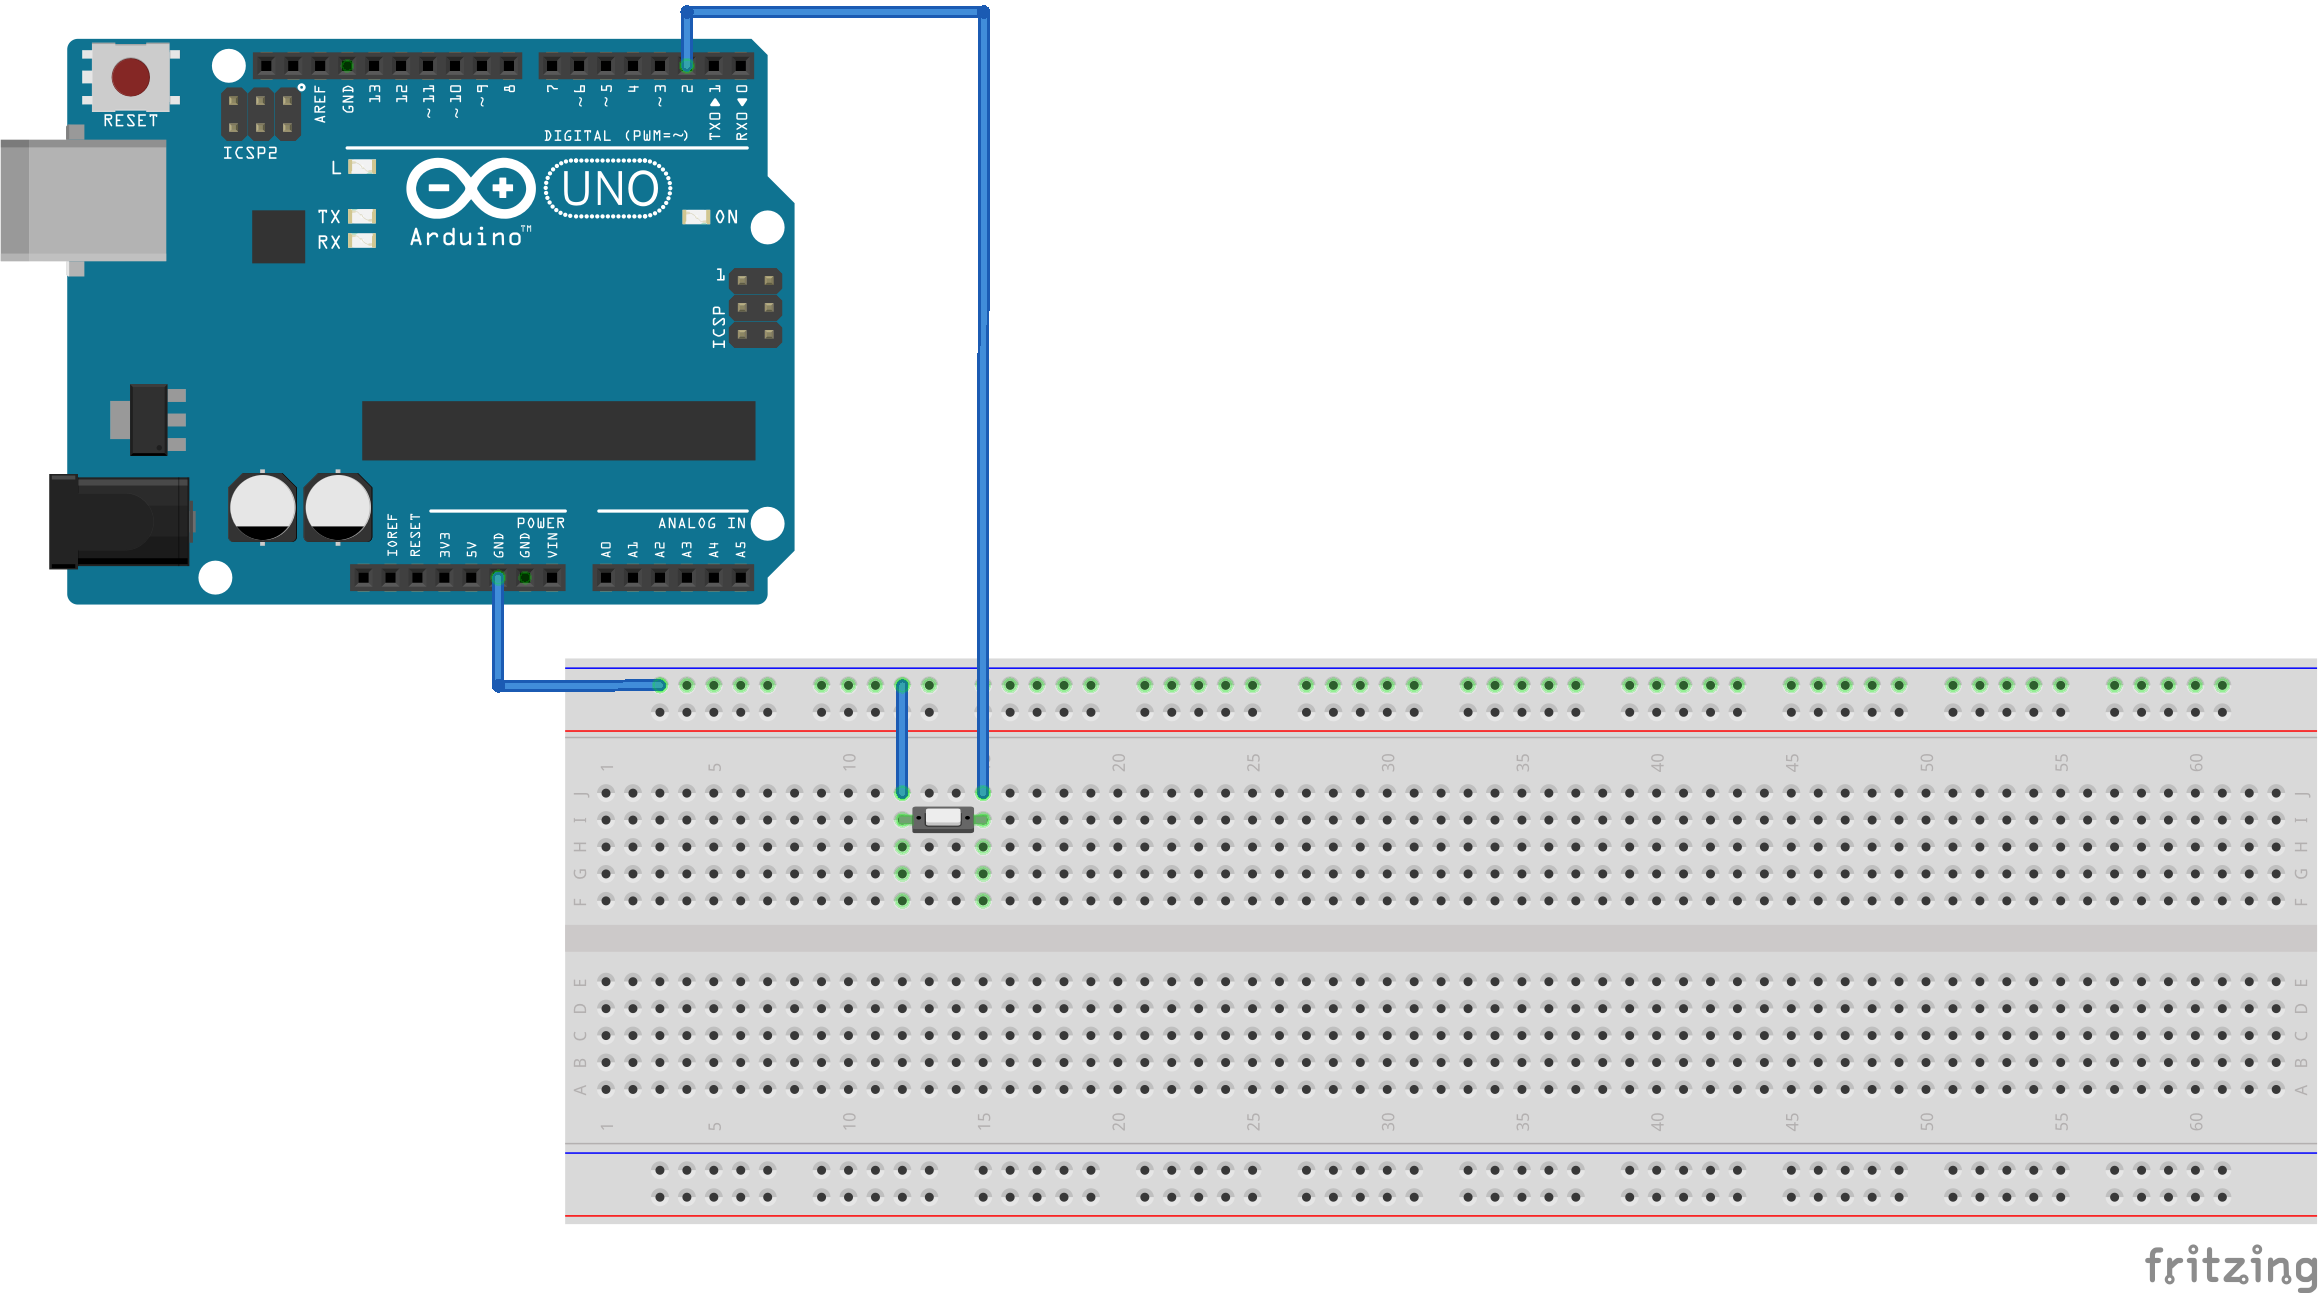 RESET
ICSP2
AREF
GND
13
12
~11
~10
~9
8
7
~6
~5
4
~3
2
TXO 1
RXO 0
DIGITAL (PWM=~)
L
TX
RX
UNO
Arduino™
ON
1
ICSP
POWER
ANALOG IN
IOREF
RESET
3V3
5V
GND
GND
VIN
A0
A1
A2
A3
A4
A5
1 5 10 20 25 30 35 40 45 50 55 60
J J
I I
H H
G G
F F
E E
D D
C C
B B
A A
1 5 10 15 20 25 30 35 40 45 50 55 60
fritzing